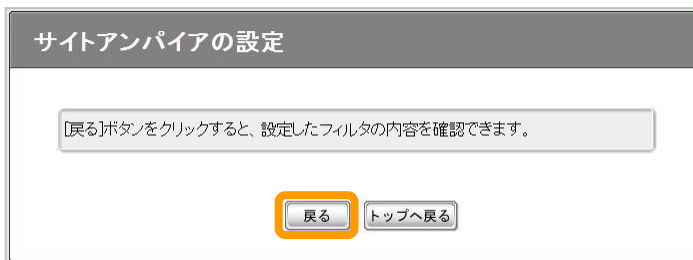 サイトアンパイアの設定
[戻る]ボタンをクリックすると、設定したフィルタの内容を確認できます。
戻る
トップへ戻る